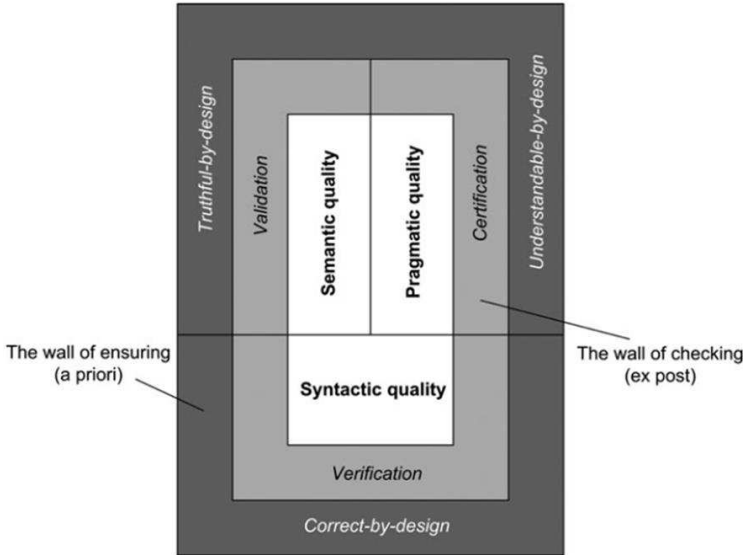 Truthful-by-design
Validation
Semantic quality
Pragmatic quality
Certification
Understandable-by-design
The wall of ensuring
(a priori)
The wall of checking
(ex post)
Syntactic quality
Verification
Correct-by-design